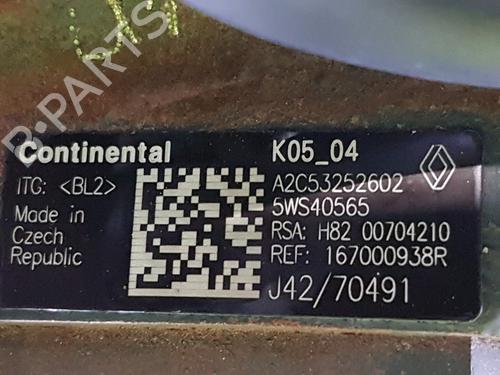 B-PARTS
Continental
K05_04
ITC: <BL2>
A2C53252602
Made in
5WS40565
Czech
RSA: H82 00704210
Republic
REF: 167000938R
J42/70491